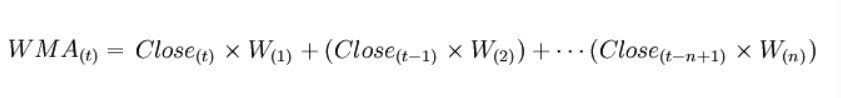 WMA(t) = Close(t) × W(1) + (Close(t−1) × W(2)) + ⋯ (Close(t−n+1) × W(n))